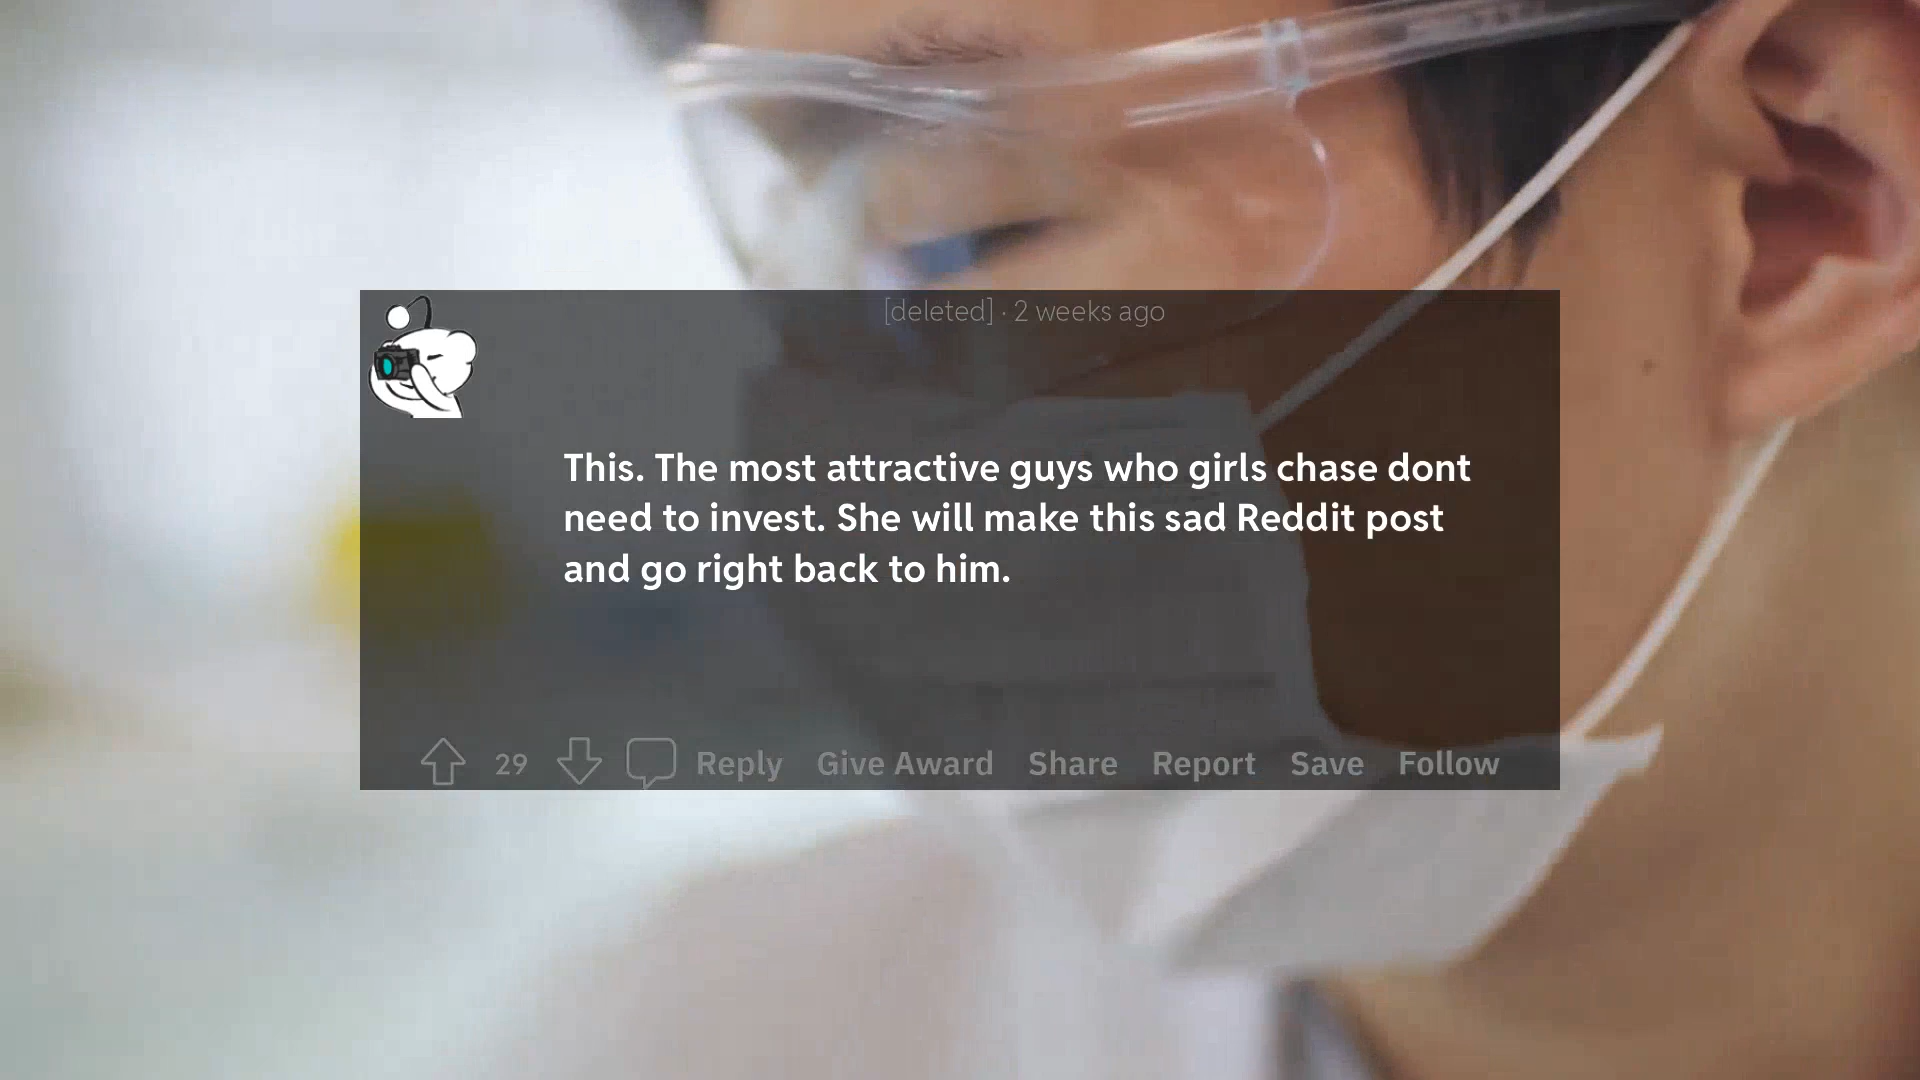 [deleted] · 2 weeks ago
This. The most attractive guys who girls chase dont
need to invest. She will make this sad Reddit post
and go right back to him.
29 Reply Give Award Share Report Save Follow